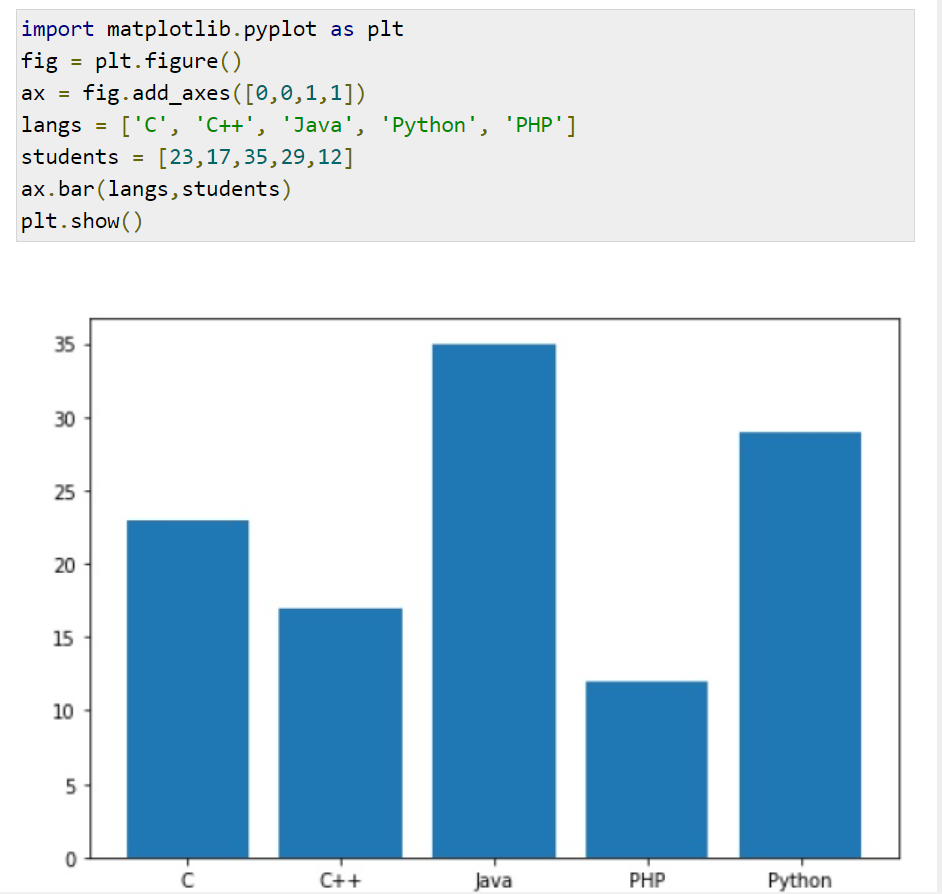 import matplotlib.pyplot as plt
fig = plt.figure()
ax = fig.add_axes([0,0,1,1])
langs = ['C', 'C++', 'Java', 'Python', 'PHP']
students = [23,17,35,29,12]
ax.bar(langs,students)
plt.show()
35
30
25
20
15
10
5
0
C C++ Java PHP Python